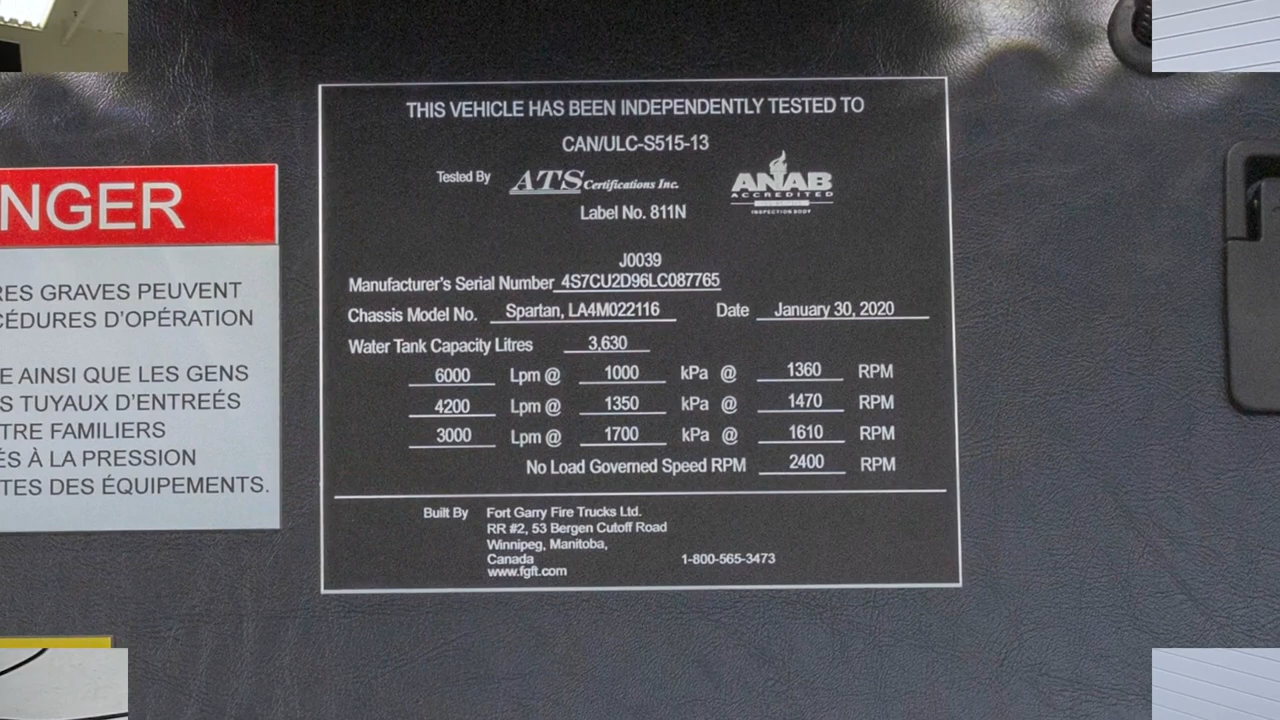 NGER
RES GRAVES PEUVENT
CÉDURES D'OPÉRATION
E AINSI QUE LES GENS
S TUYAUX D'ENTREÉS
TRE FAMILIERS
ÉS À LA PRESSION
TES DES ÉQUIPEMENTS.
THIS VEHICLE HAS BEEN INDEPENDENTLY TESTED TO
CAN/ULC-S515-13
Tested By ATS Certifications Inc. ANAB
ACCREDITED
INSPECTION BODY
Label No. 811N
J0039
Manufacturer's Serial Number 4S7CU2D96LC087765
Chassis Model No. Spartan, LA4M022116 Date January 30, 2020
Water Tank Capacity Litres 3,630
6000 Lpm @ 1000 kPa @ 1360 RPM
4200 Lpm @ 1350 kPa @ 1470 RPM
3000 Lpm @ 1700 kPa @ 1610 RPM
No Load Governed Speed RPM 2400 RPM
Built By Fort Garry Fire Trucks Ltd.
RR #2, 53 Bergen Cutoff Road
Winnipeg, Manitoba,
Canada 1-800-565-3473
www.fgft.com